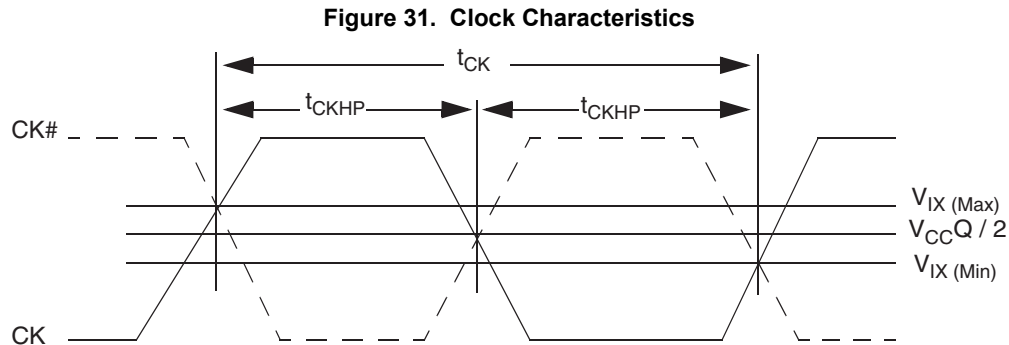 Figure 31. Clock Characteristics
tCK
tCKHP
tCKHP
CK#
VIX (Max)
VCCQ / 2
VIX (Min)
CK